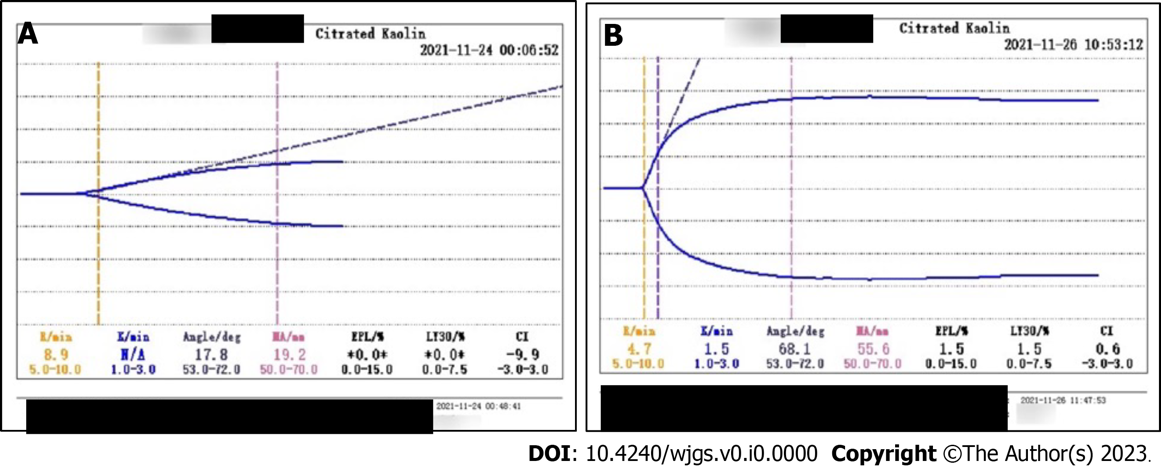 A
Citrated Kaolin
2021-11-24 00:06:52
R/min K/min Angle/deg MA/mm EPL/% LY30/% CI
8.9 N/A 17.8 19.2 *0.0* *0.0* -9.9
5.0-10.0 1.0-3.0 53.0-72.0 50.0-70.0 0.0-15.0 0.0-7.5 -3.0-3.0
2021-11-24 00:48:41
B
Citrated Kaolin
2021-11-26 10:53:12
R/min K/min Angle/deg MA/mm EPL/% LY30/% CI
4.7 1.5 68.1 55.6 1.5 1.5 0.6
5.0-10.0 1.0-3.0 53.0-72.0 50.0-70.0 0.0-15.0 0.0-7.5 -3.0-3.0
2021-11-26 11:47:53
DOI: 10.4240/wjgs.v0.i0.0000 Copyright ©The Author(s) 2023.